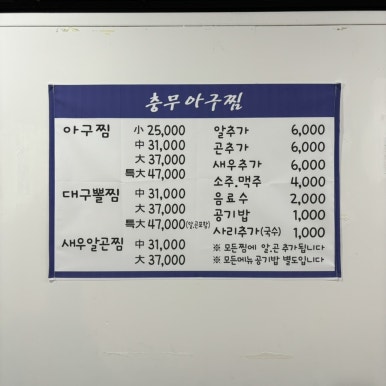 충무아구찜
아구찜 小 25,000
中 31,000
大 37,000
特大 47,000
대구뽈찜 中 31,000
大 37,000
特大 47,000(알,곤포함)
새우알곤찜 中 31,000
大 37,000
알추가 6,000
곤추가 6,000
새우추가 6,000
소주.맥주 4,000
음료수 2,000
공기밥 1,000
사리추가(국수) 1,000
※ 모든찜에 알.곤 추가됩니다
※ 모든메뉴 공기밥 별도입니다